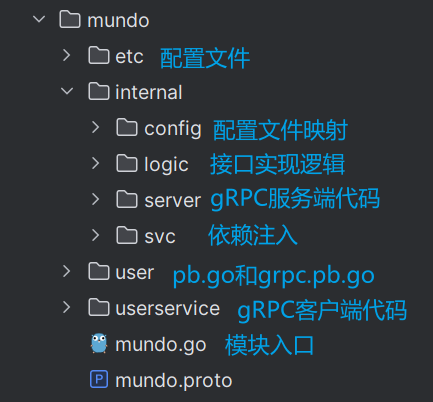 mundo
etc 配置文件
internal
config 配置文件映射
logic 接口实现逻辑
server gRPC服务端代码
svc 依赖注入
user pb.go和grpc.pb.go
userservice gRPC客户端代码
mundo.go 模块入口
P mundo.proto